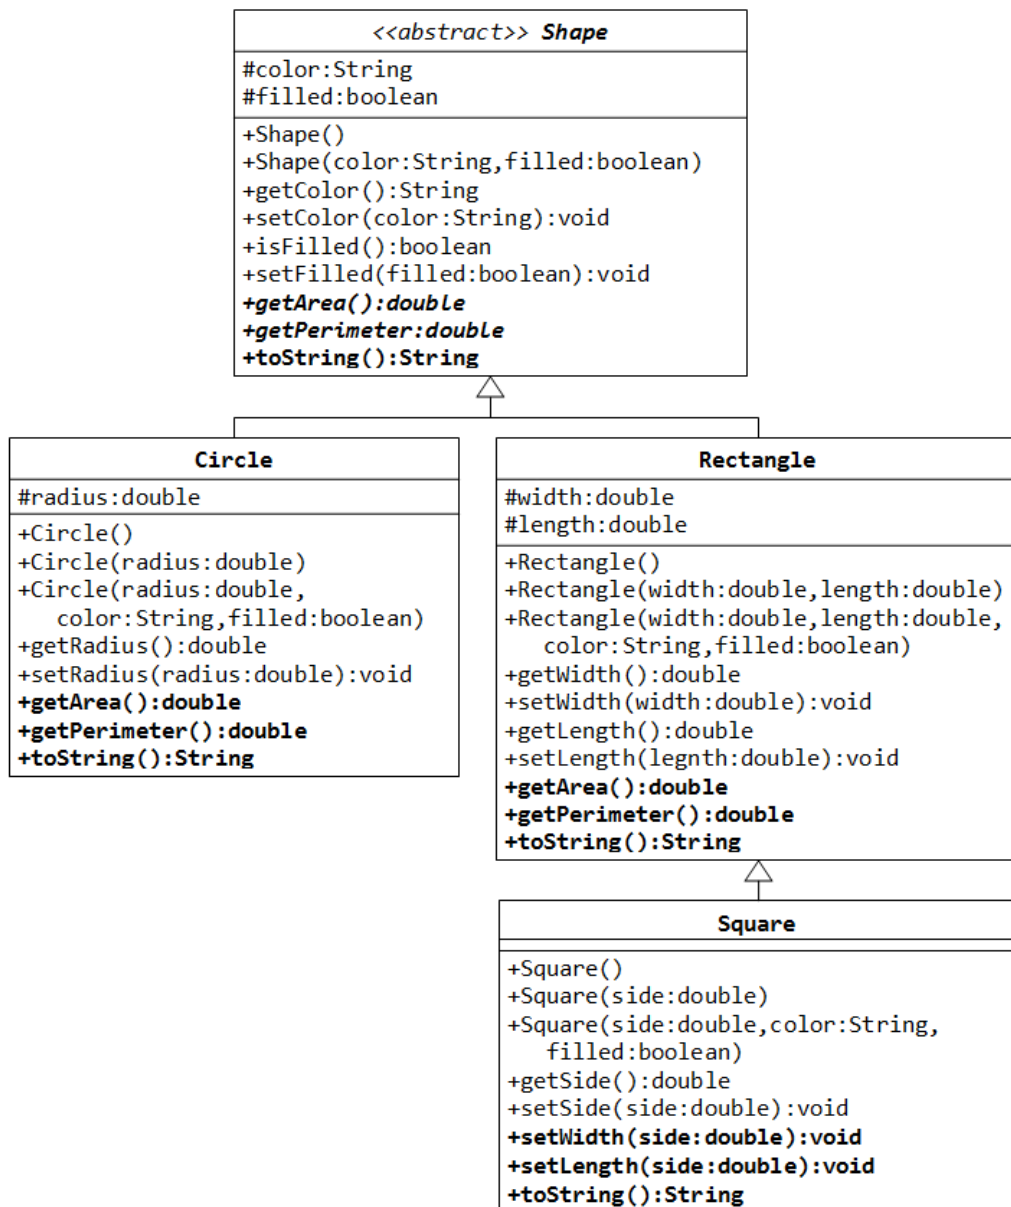 <<abstract>> Shape
#color:String
#filled:boolean
+Shape()
+Shape(color:String,filled:boolean)
+getColor():String
+setColor(color:String):void
+isFilled():boolean
+setFilled(filled:boolean):void
+getArea():double
+getPerimeter:double
+toString():String
Circle
#radius:double
+Circle()
+Circle(radius:double)
+Circle(radius:double,
color:String,filled:boolean)
+getRadius():double
+setRadius(radius:double):void
+getArea():double
+getPerimeter():double
+toString():String
Rectangle
#width:double
#length:double
+Rectangle()
+Rectangle(width:double,length:double)
+Rectangle(width:double,length:double,
color:String,filled:boolean)
+getWidth():double
+setWidth(width:double):void
+getLength():double
+setLength(legnth:double):void
+getArea():double
+getPerimeter():double
+toString():String
Square
+Square()
+Square(side:double)
+Square(side:double,color:String,
filled:boolean)
+getSide():double
+setSide(side:double):void
+setWidth(side:double):void
+setLength(side:double):void
+toString():String